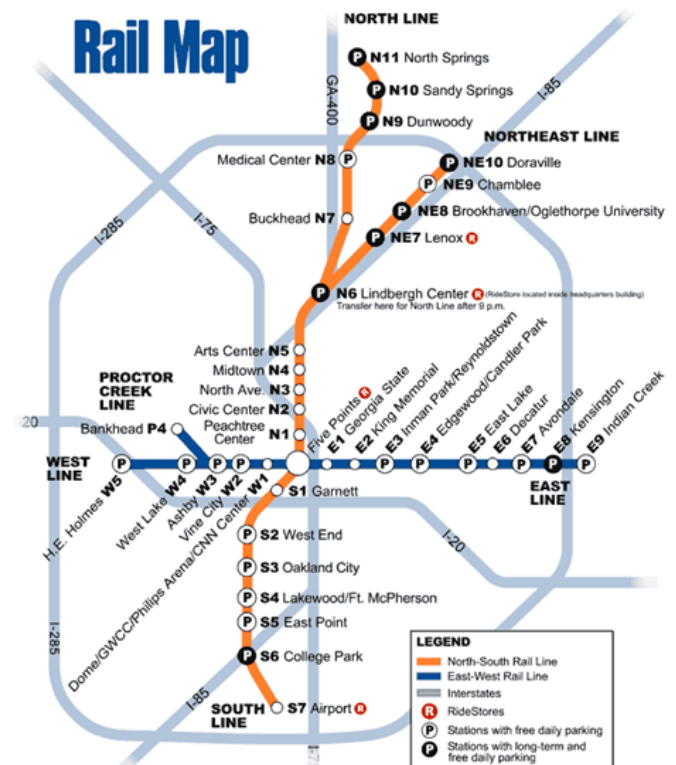 Rail Map
NORTH LINE
N11 North Springs
N10 Sandy Springs
GA-400
I-85
N9 Dunwoody
NORTHEAST LINE
Medical Center N8
NE10 Doraville
NE9 Chamblee
Buckhead N7
NE8 Brookhaven/Oglethorpe University
I-285
I-75
NE7 Lenox R
N6 Lindbergh Center R (RideStore located inside headquarters building)
Transfer here for North Line after 9 p.m.
Arts Center N5
Midtown N4
North Ave. N3
Civic Center N2
Peachtree
Center
N1
PROCTOR
CREEK
LINE
Bankhead P4
-20
WEST
LINE
H.E. Holmes W5
West Lake W4
Ashby W3
Vine City W2
Dome/GWCC/Philips Arena/CNN Center W1
Five Points R
E1 Georgia State
E2 King Memorial
E3 Inman Park/Reynoldstown
E4 Edgewood/Candler Park
E5 East Lake
E6 Decatur
E7 Avondale
E8 Kensington
E9 Indian Creek
EAST
LINE
S1 Garnett
S2 West End
I-20
S3 Oakland City
S4 Lakewood/Ft. McPherson
S5 East Point
I-285
S6 College Park
I-85
SOUTH
LINE
S7 Airport R
I-7
LEGEND
North-South Rail Line
East-West Rail Line
Interstates
R RideStores
P Stations with free daily parking
P Stations with long-term and
free daily parking